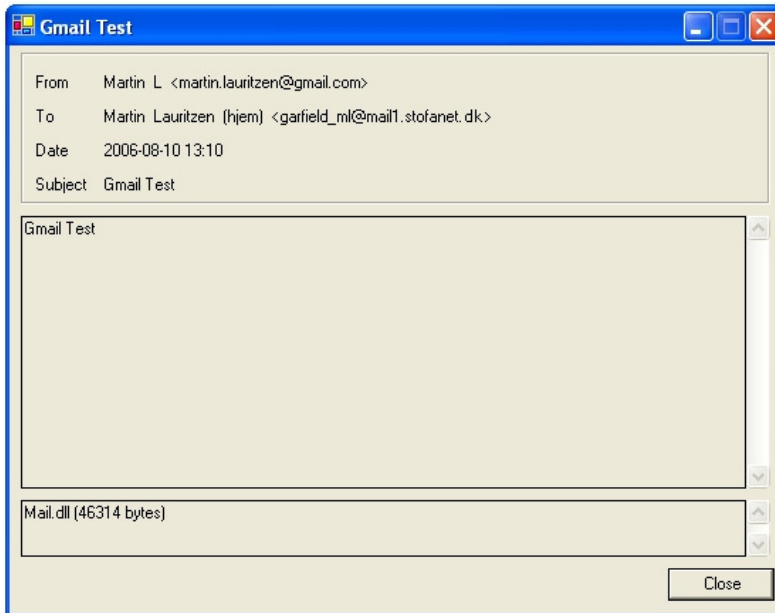 Gmail Test
From Martin L <martin.lauritzen@gmail.com>
To Martin Lauritzen (hjem) <garfield_ml@mail1.stofanet.dk>
Date 2006-08-10 13:10
Subject Gmail Test
Gmail Test
Mail.dll (46314 bytes)
Close